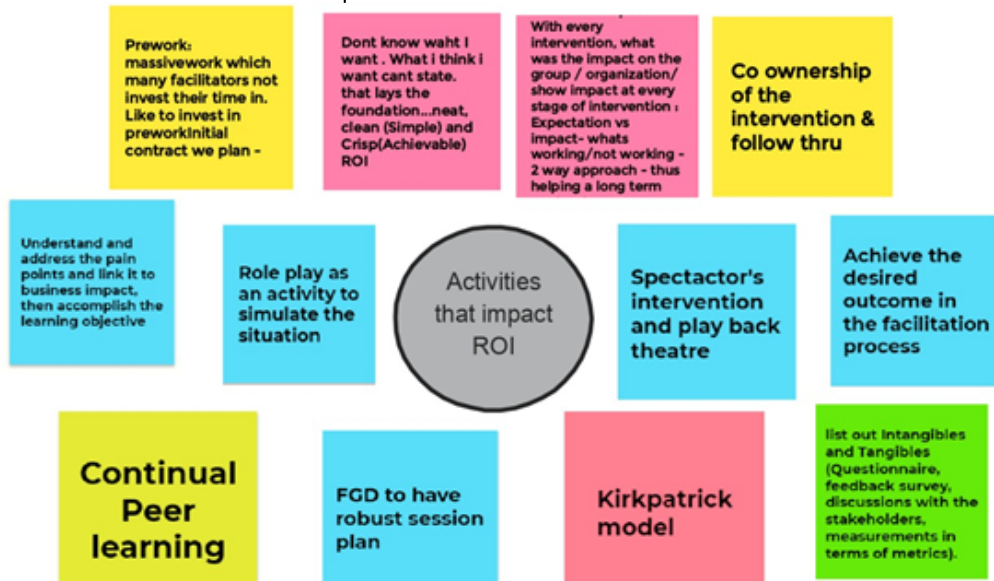 Prework:
massivework which
many facilitators not
invest their time in.
Like to invest in
preworkInitial
contract we plan -
Dont know waht I
want . What i think i
want cant state.
that lays the
foundation...neat,
clean (Simple) and
Crisp(Achievable)
ROI
With every
intervention, what
was the impact on the
group / organization/
show impact at every
stage of intervention :
Expectation vs
impact- whats
working/not working -
2 way approach - thus
helping a long term
Co ownership
of the
intervention &
follow thru
Understand and
address the pain
points and link it to
business impact,
then accomplish the
learning objective
Role play as
an activity to
simulate the
situation
Activities
that impact
ROI
Spectactor's
intervention
and play back
theatre
Achieve the
desired
outcome in
the facilitation
process
Continual
Peer
learning
FGD to have
robust session
plan
Kirkpatrick
model
list out Intangibles
and Tangibles
(Questionnaire,
feedback survey,
discussions with the
stakeholders,
measurements in
terms of metrics).